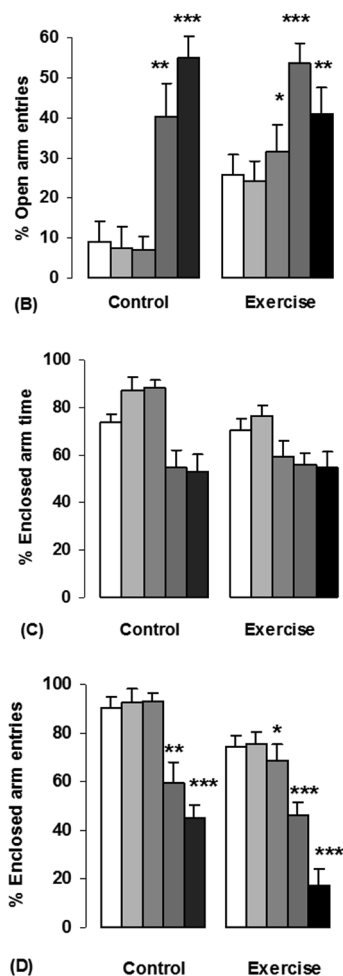 ***
***
**
**
*
% Open arm entries
60
50
40
30
20
10
0
(B)
Control
Exercise
% Enclosed arm time
100
80
60
40
20
0
(C)
Control
Exercise
% Enclosed arm entries
100
80
60
40
20
0
**
***
*
***
***
(D)
Control
Exercise